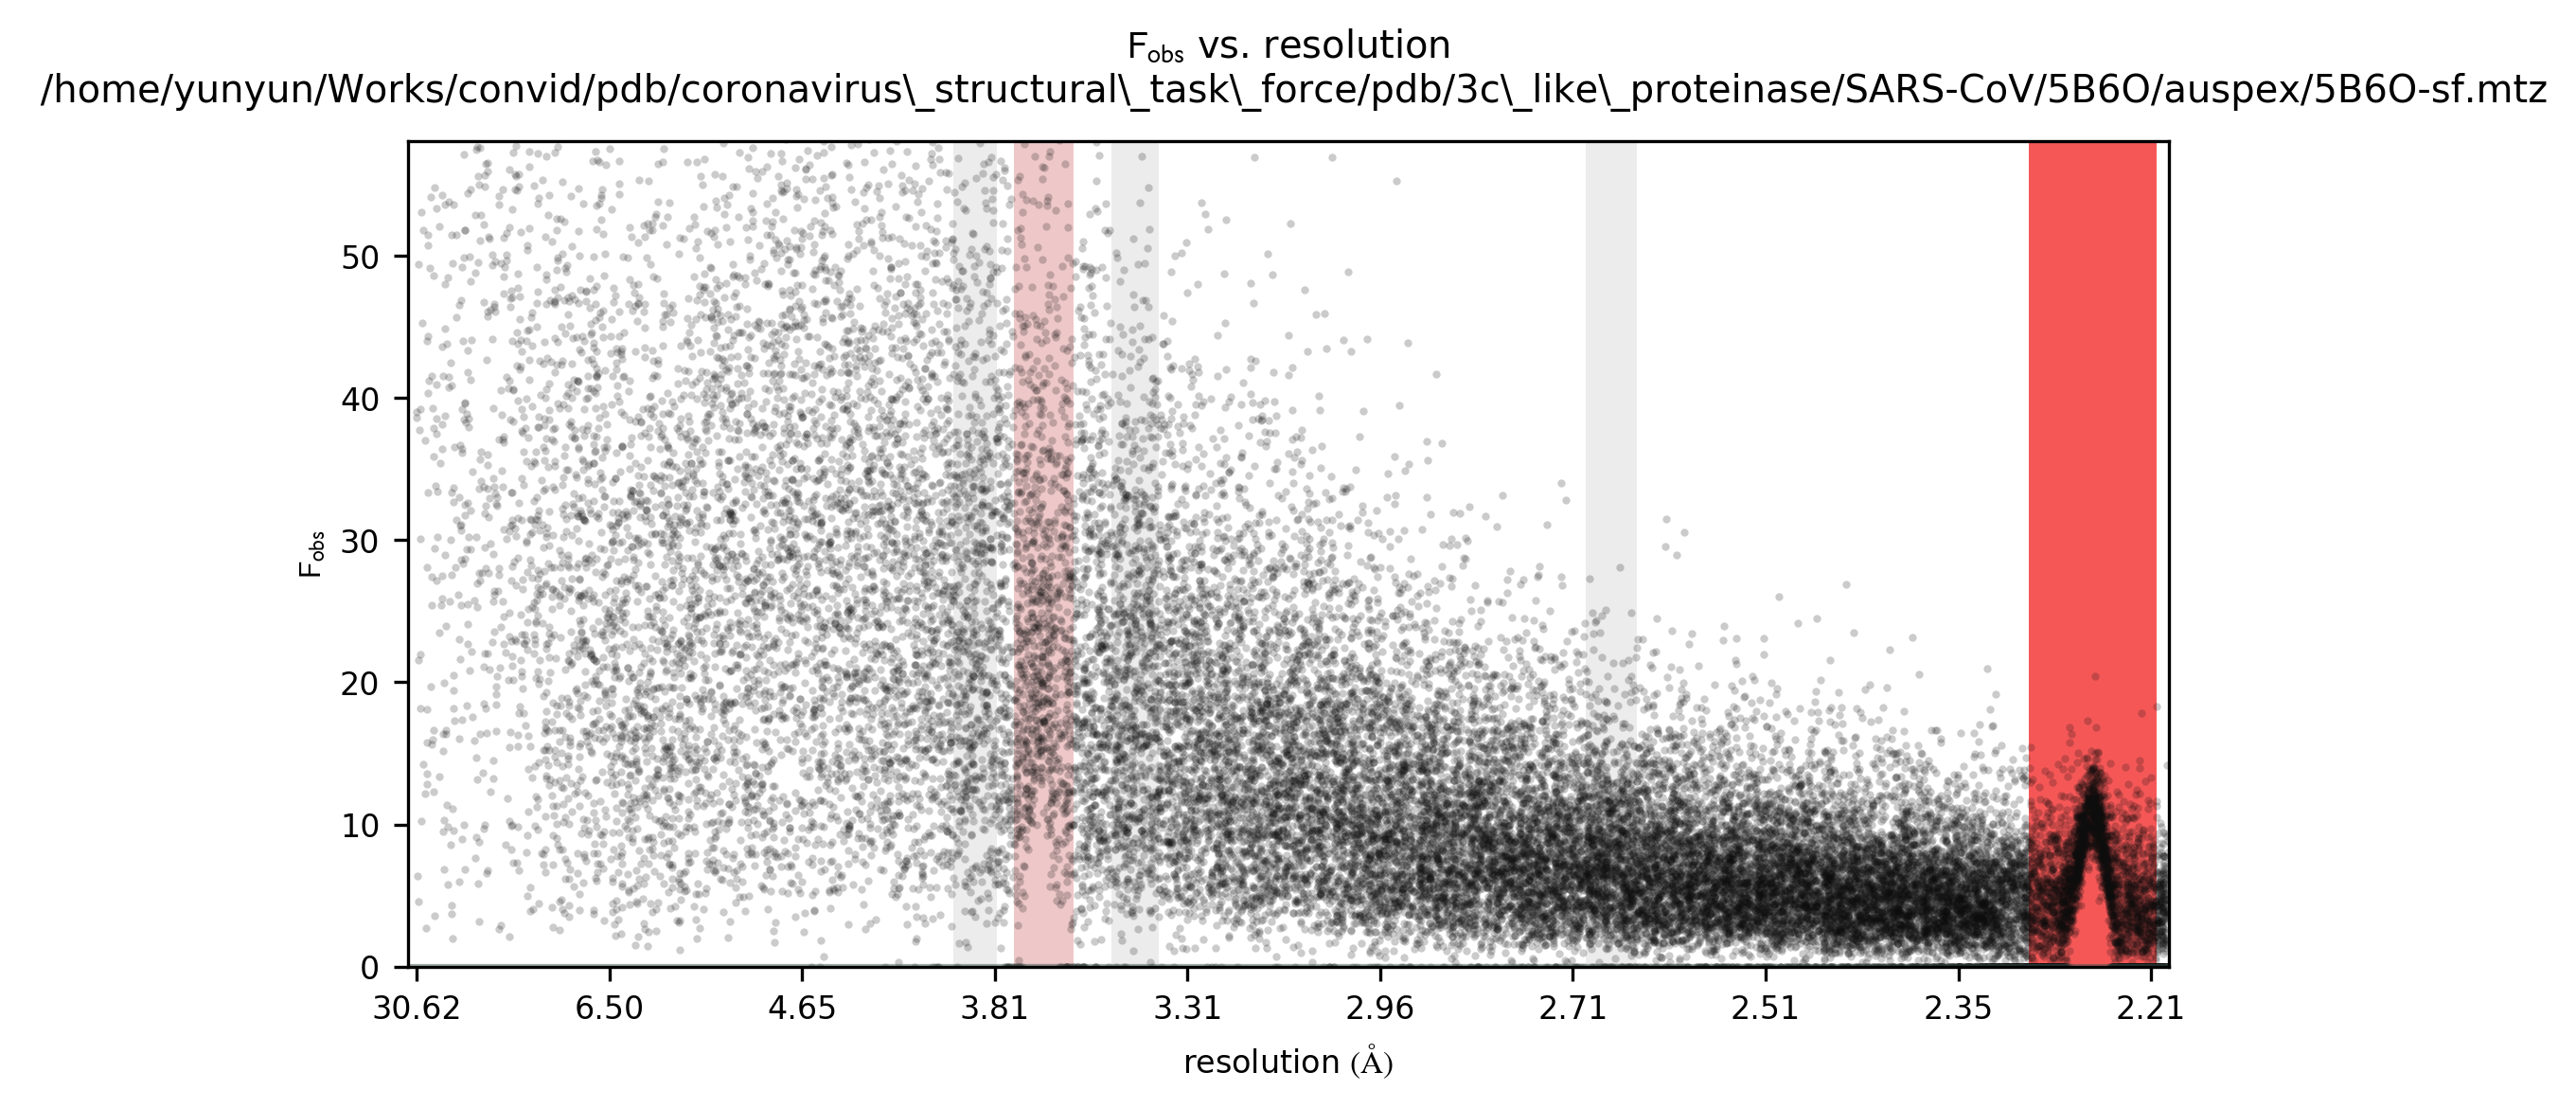 F_obs vs. resolution
/home/yunyun/Works/convid/pdb/coronavirus\_structural\_task\_force/pdb/3c\_like\_proteinase/SARS-CoV/5B6O/auspex/5B6O-sf.mtz
F_obs
50
40
30
20
10
0
30.62 6.50 4.65 3.81 3.31 2.96 2.71 2.51 2.35 2.21
resolution (Å)